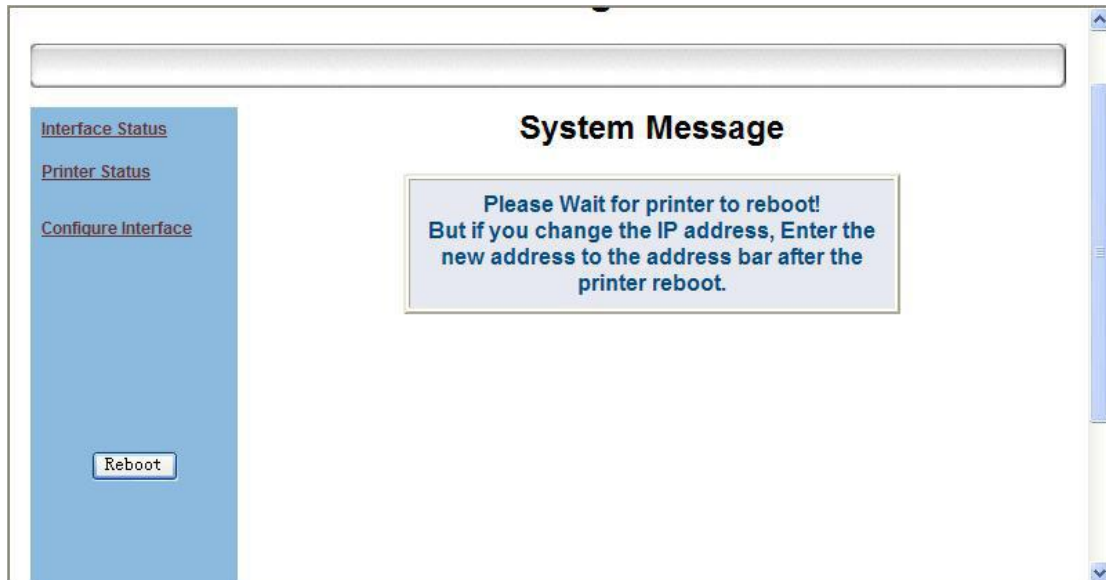 Interface Status
Printer Status
Configure Interface
Reboot
System Message
Please Wait for printer to reboot!
But if you change the IP address, Enter the
new address to the address bar after the
printer reboot.